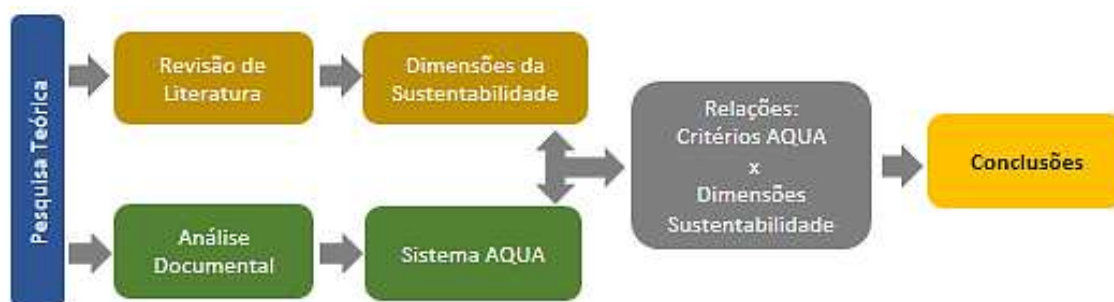 Pesquisa Teórica
Revisão de
Literatura
Dimensões da
Sustentabilidade
Análise
Documental
Sistema AQUA
Relações:
Critérios AQUA
x
Dimensões
Sustentabilidade
Conclusões